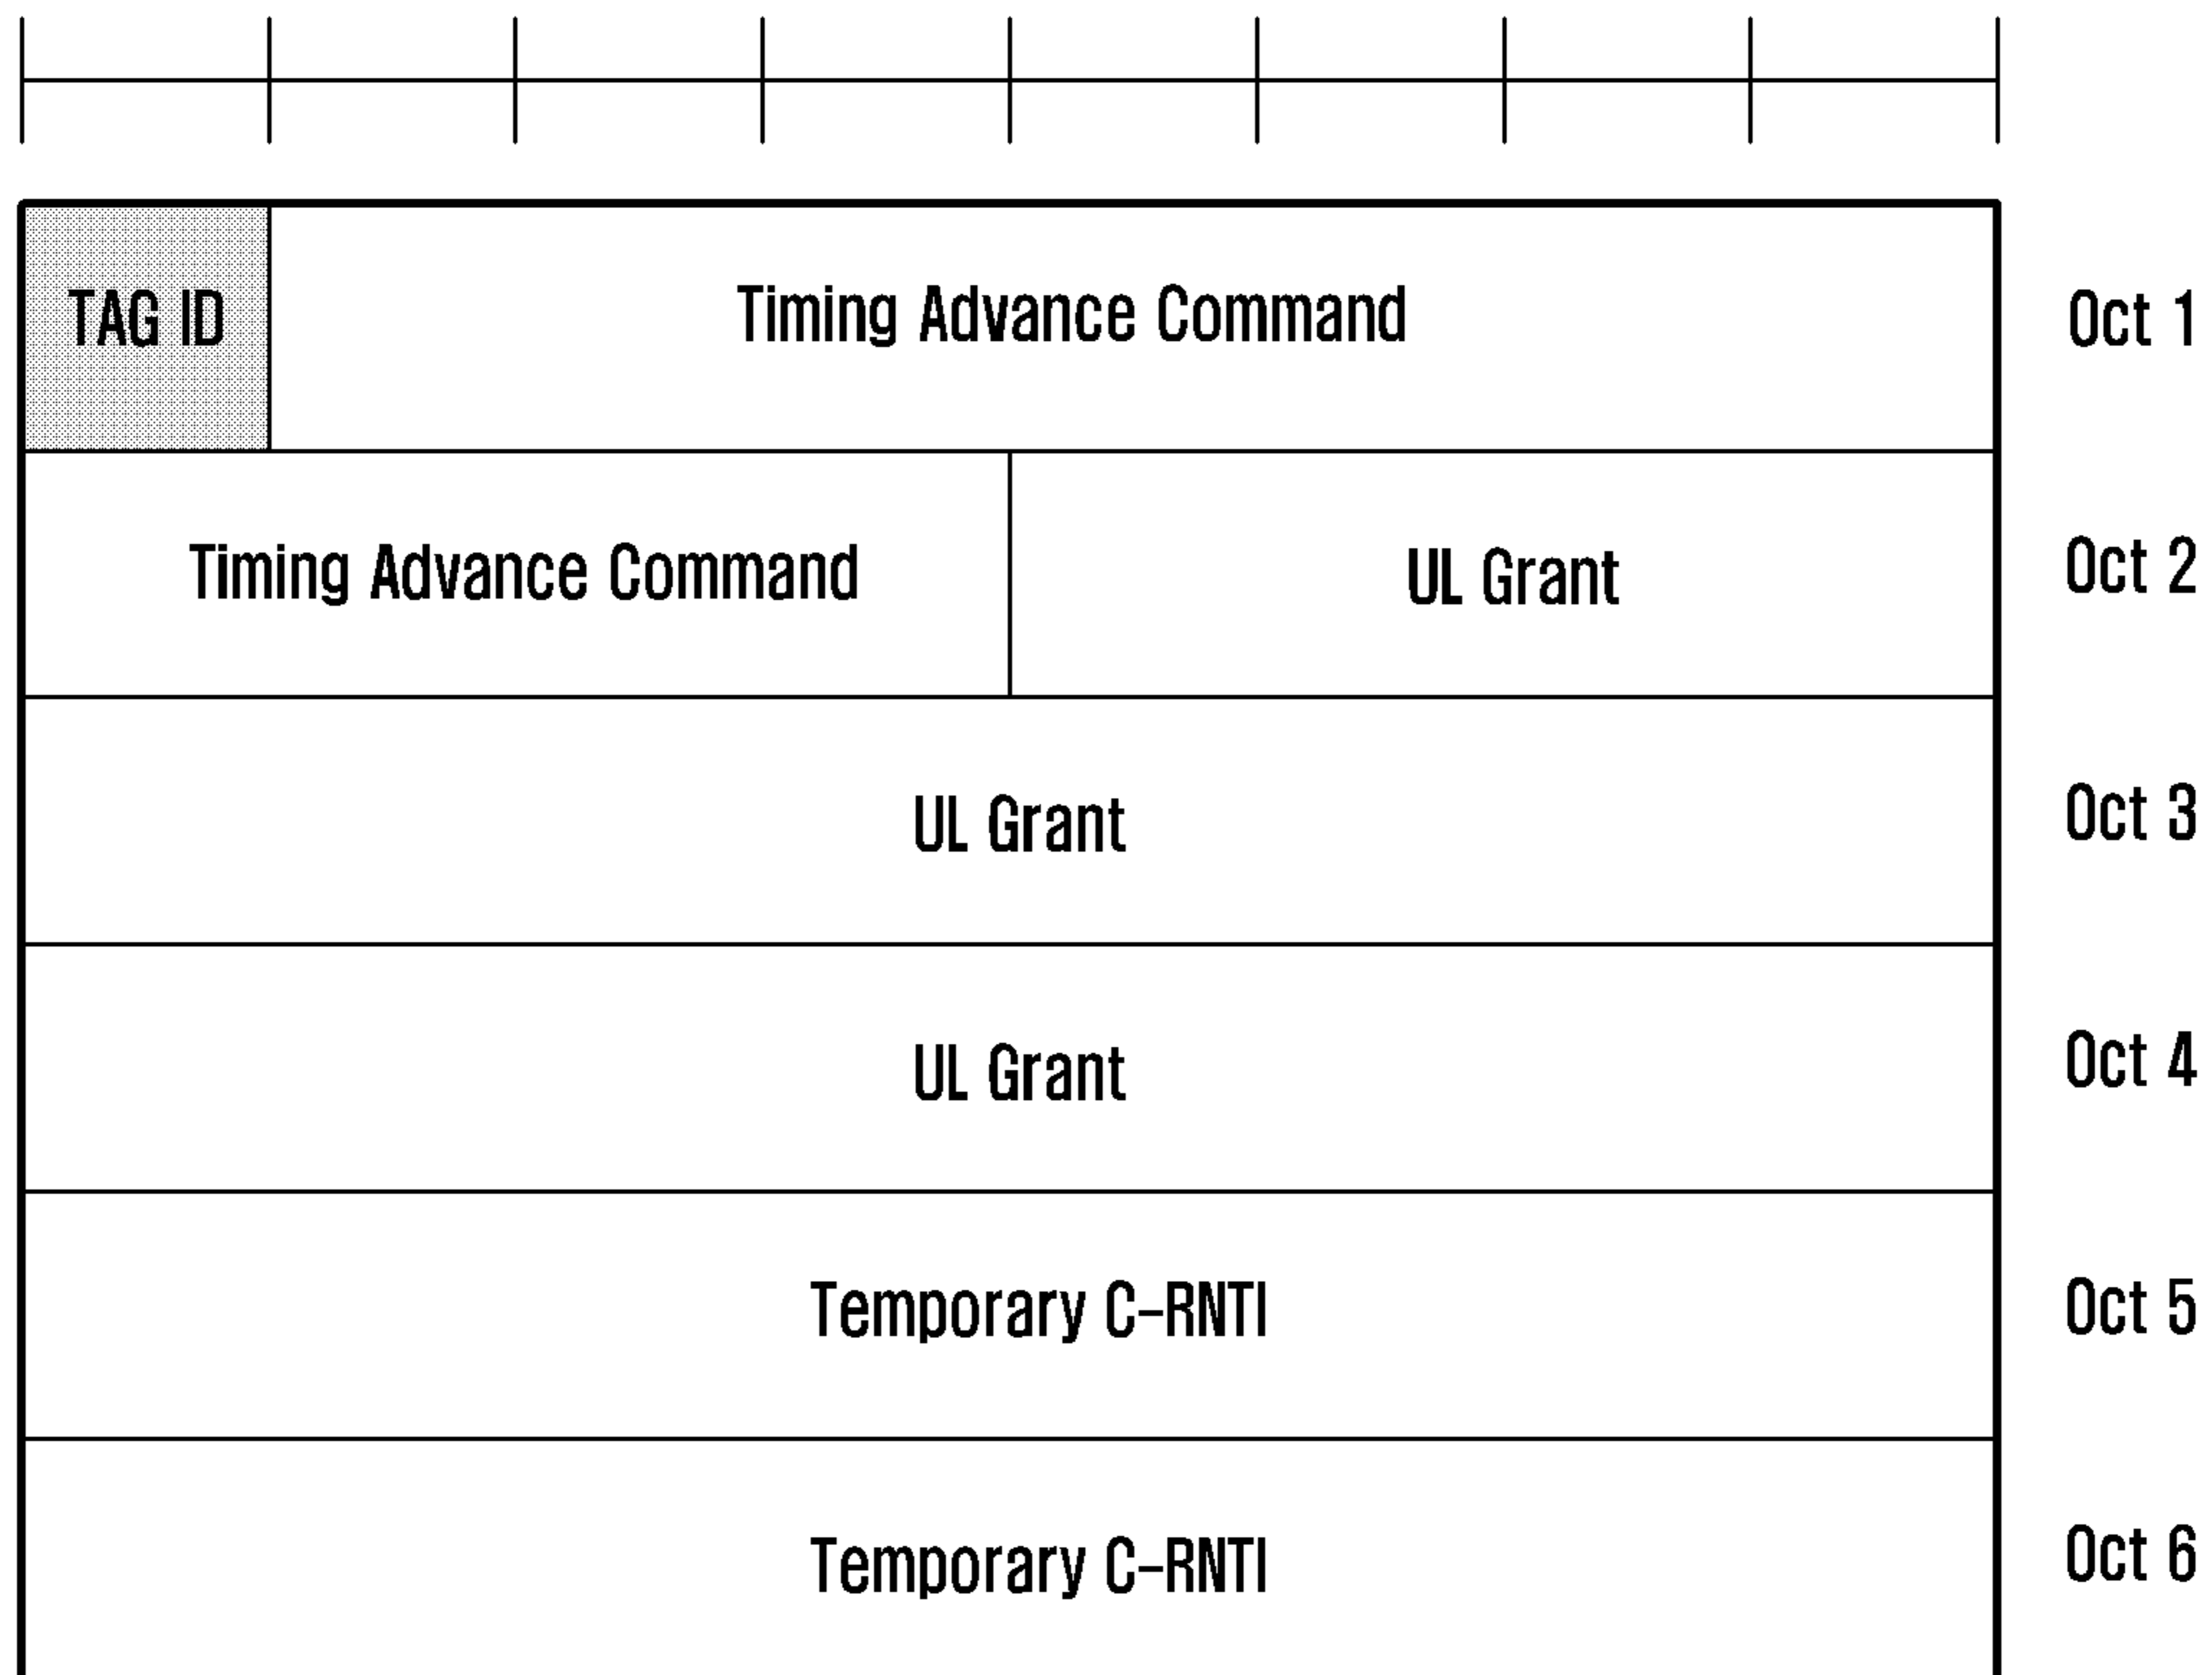 TAG ID Timing Advance Command Oct 1
Timing Advance Command UL Grant Oct 2
UL Grant Oct 3
UL Grant Oct 4
Temporary C-RNTI Oct 5
Temporary C-RNTI Oct 6